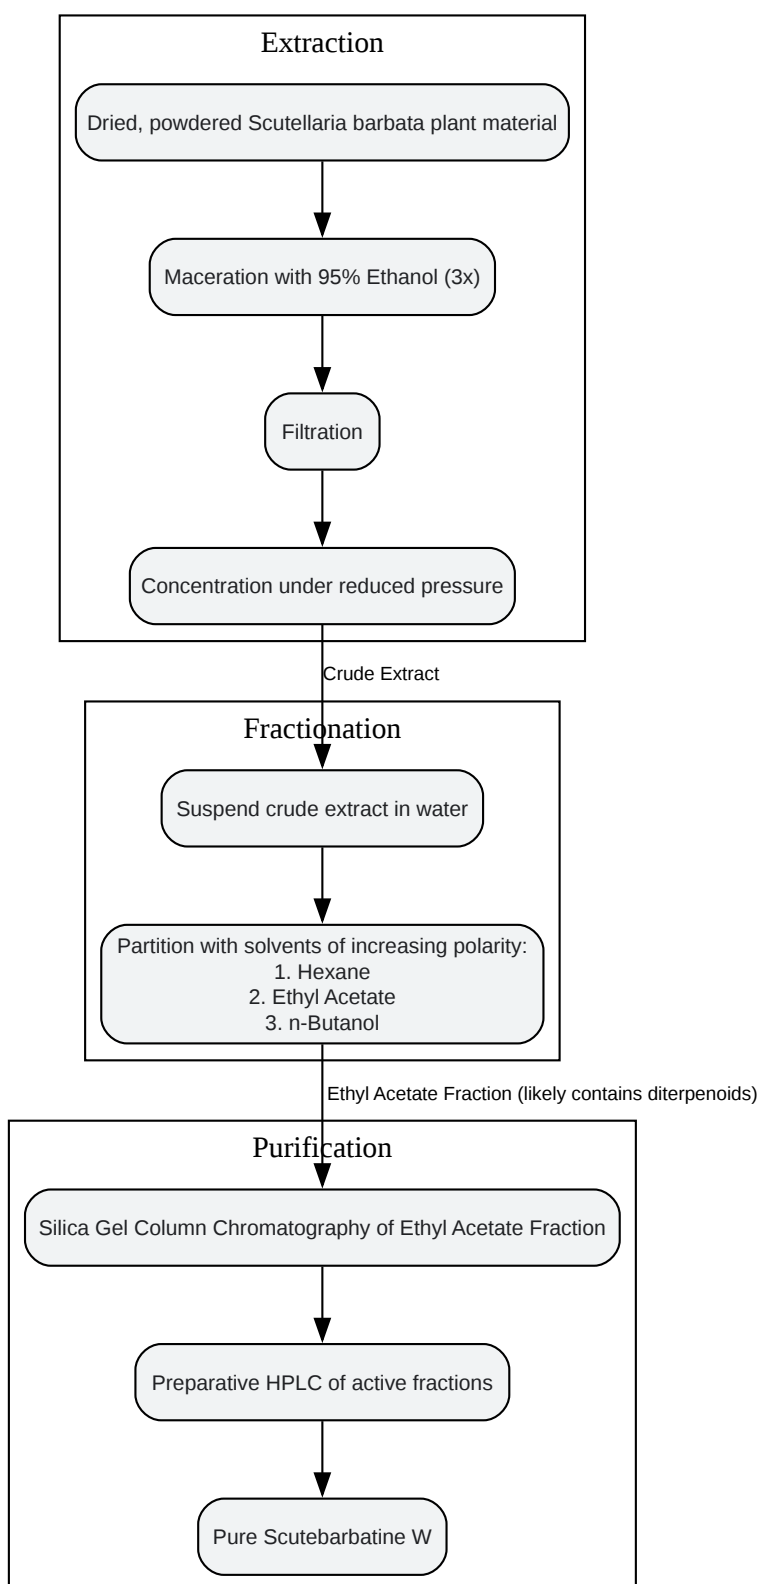 Extraction
Dried, powdered Scutellaria barbata plant material
Maceration with 95% Ethanol (3x)
Filtration
Concentration under reduced pressure
Crude Extract
Fractionation
Suspend crude extract in water
Partition with solvents of increasing polarity:
1. Hexane
2. Ethyl Acetate
3. n-Butanol
Ethyl Acetate Fraction (likely contains diterpenoids)
Purification
Silica Gel Column Chromatography of Ethyl Acetate Fraction
Preparative HPLC of active fractions
Pure Scutebarbatine W